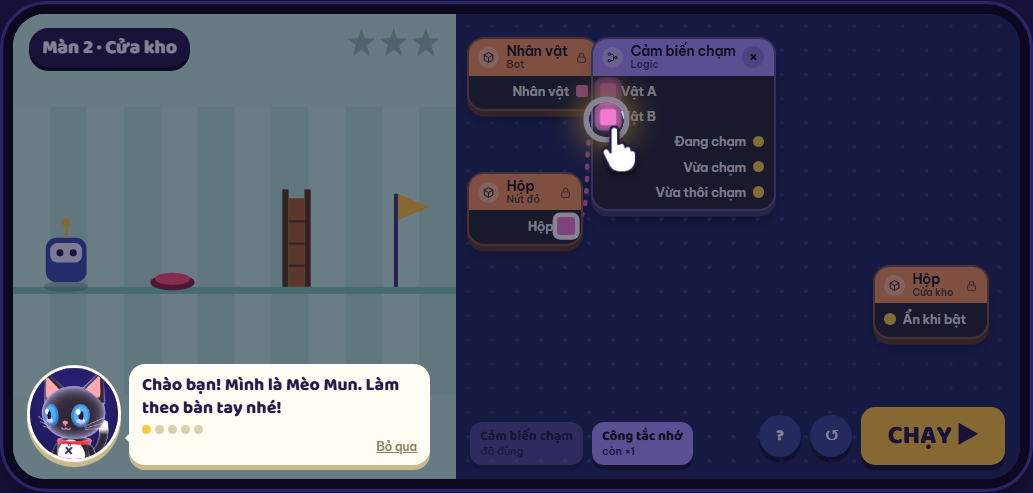 Màn 2 · Cửa kho
Nhân vật
Bot
Nhân vật
Cảm biến chạm
Logic
×
Vật A
Vật B
Đang chạm
Vừa chạm
Vừa thôi chạm
Hộp
Nút đỏ
Hộp
Hộp
Cửa kho
Ẩn khi bật
Chào bạn! Mình là Mèo Mun. Làm
theo bàn tay nhé!
Bỏ qua
Cảm biến chạm
đã dùng
Công tắc nhớ
còn ×1
?
↺
CHẠY